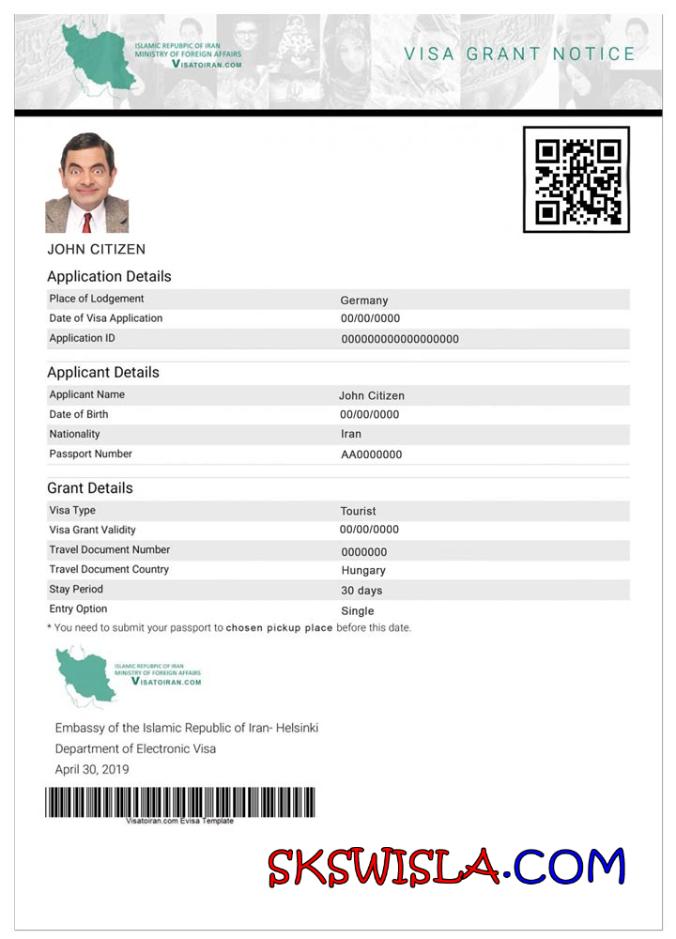 ISLAMIC REPUBPIC OF IRAN
MINISTRY OF FOREIGN AFFAIRS
VISATOIRAN.COM
VISA GRANT NOTICE
JOHN CITIZEN
Application Details
Place of Lodgement Germany
Date of Visa Application 00/00/0000
Application ID 000000000000000000
Applicant Details
Applicant Name John Citizen
Date of Birth 00/00/0000
Nationality Iran
Passport Number AA0000000
Grant Details
Visa Type Tourist
Visa Grant Validity 00/00/0000
Travel Document Number 0000000
Travel Document Country Hungary
Stay Period 30 days
Entry Option Single
* You need to submit your passport to chosen pickup place before this date.
ISLAMIC REPUBPIC OF IRAN
MINISTRY OF FOREIGN AFFAIRS
VISATOIRAN.COM
Embassy of the Islamic Republic of Iran- Helsinki
Department of Electronic Visa
April 30, 2019
Visatoiran.com Evisa Template
SKSWISLA.COM